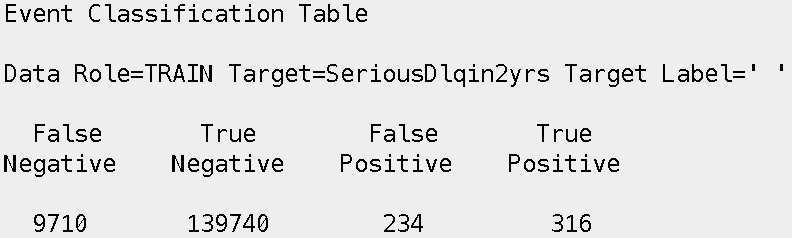 Event Classification Table
Data Role=TRAIN Target=SeriousDlqin2yrs Target Label=' '
False True False True
Negative Negative Positive Positive
9710 139740 234 316